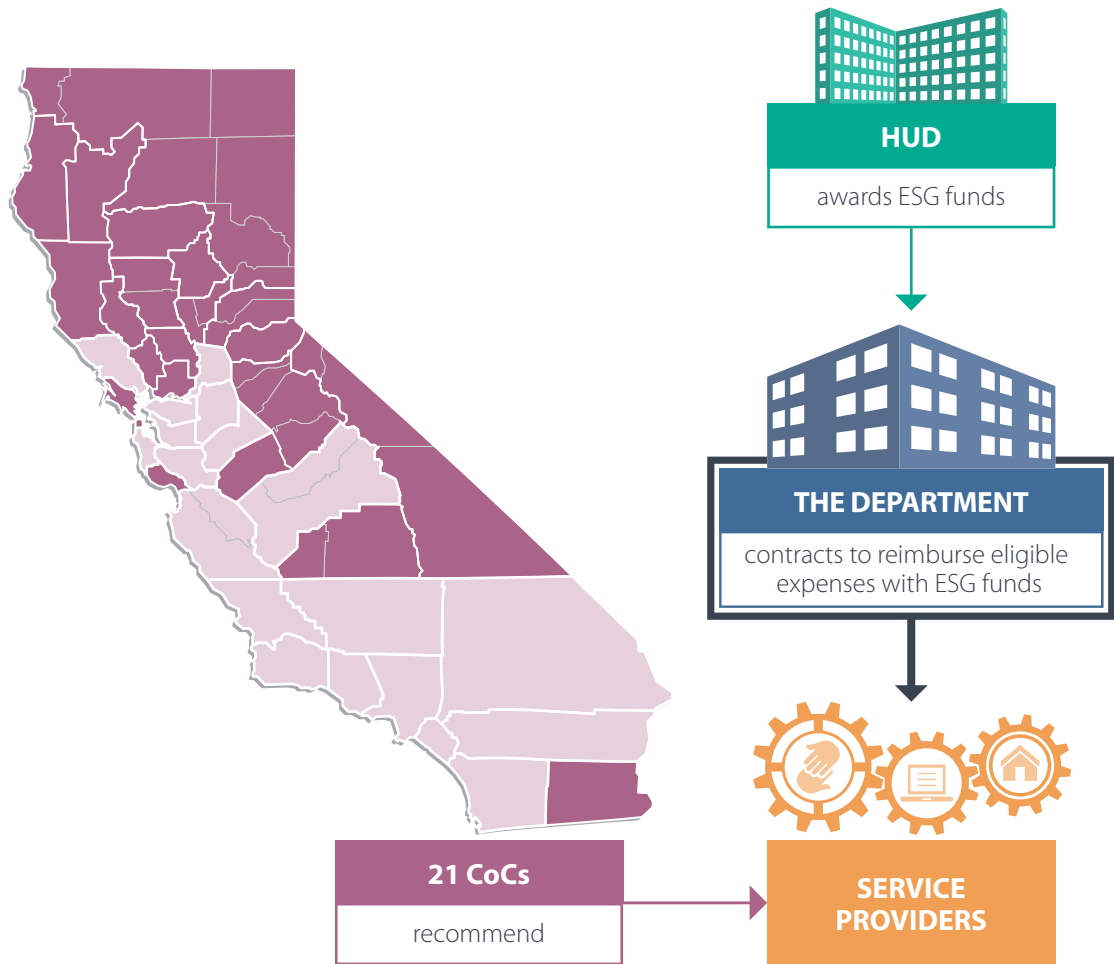 HUD
awards ESG funds
THE DEPARTMENT
contracts to reimburse eligible
expenses with ESG funds
21 CoCs
recommend
SERVICE
PROVIDERS